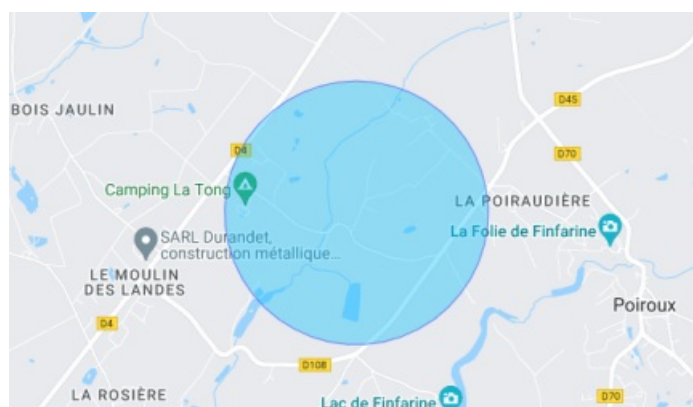 BOIS JAULIN
D45
D4
D70
Camping La Tong
LA POIRAUDIÈRE
La Folie de Finfarine
SARL Durandet,
construction métallique...
LE MOULIN
DES LANDES
Poiroux
D4
D108
LA ROSIÈRE
Lac de Finfarine
D70